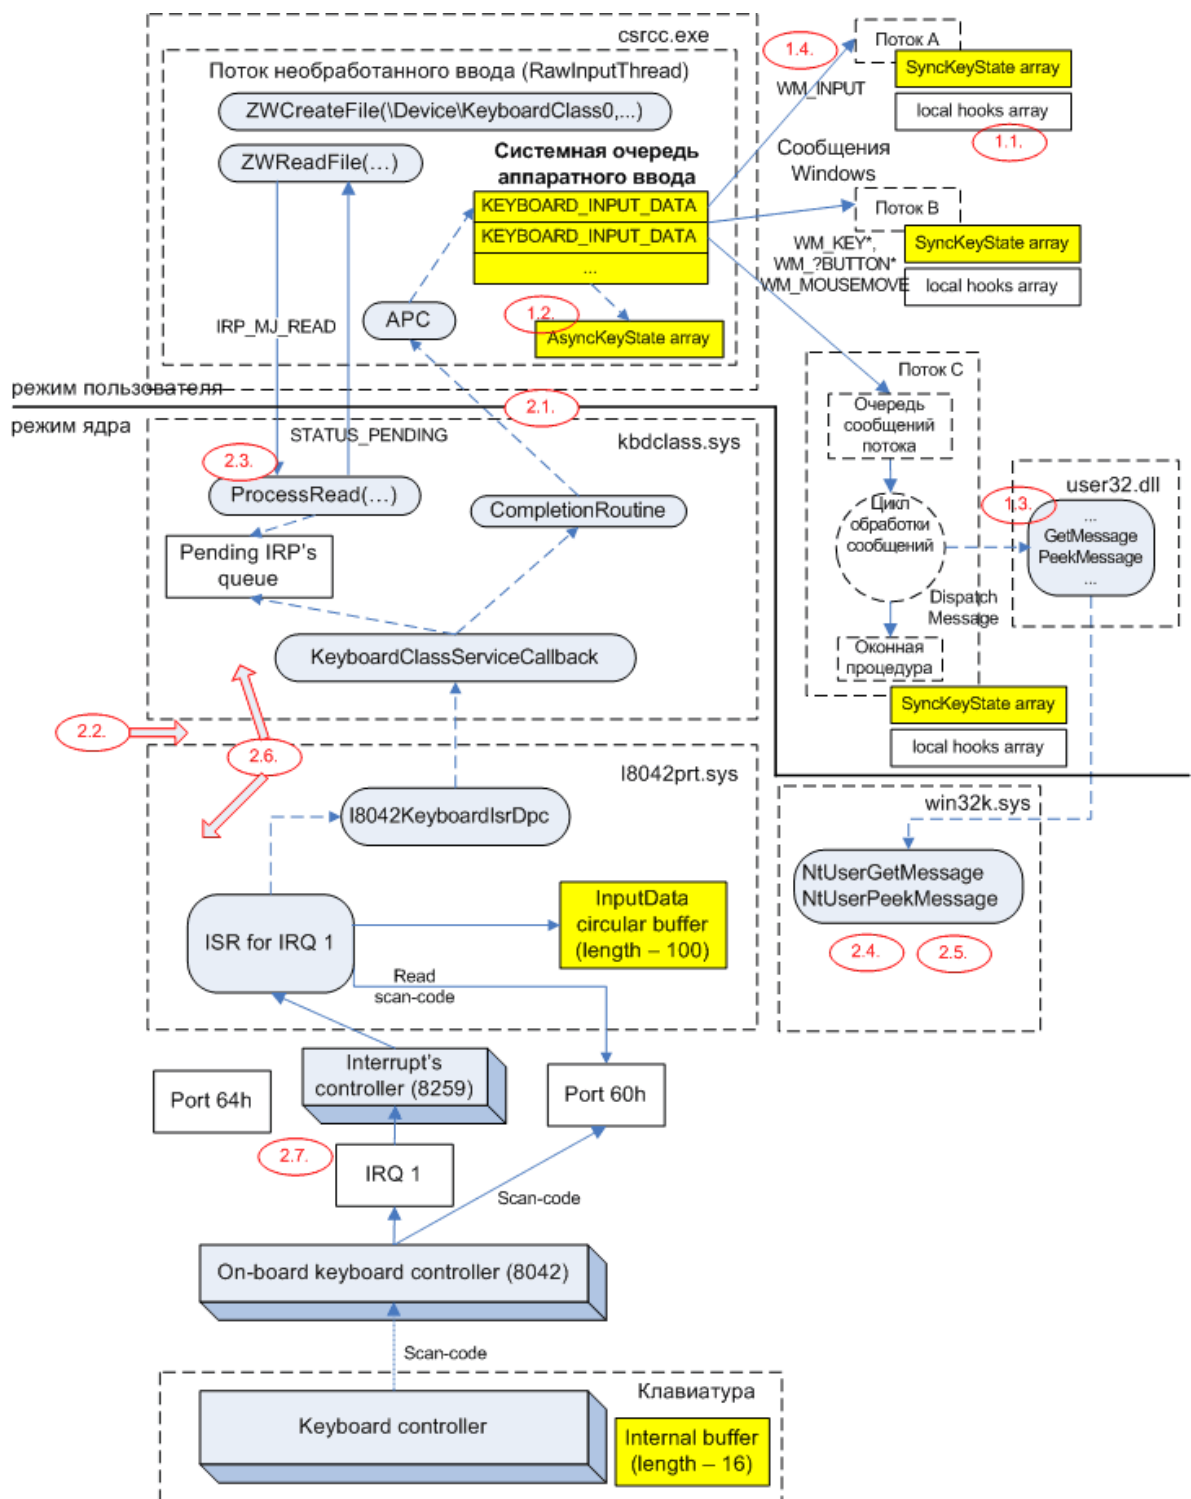 csrcc.exe
Поток необработанного ввода (RawInputThread)
ZWCreateFile(\Device\KeyboardClass0,...)
ZWReadFile(...)
Системная очередь
аппаратного ввода
KEYBOARD_INPUT_DATA
KEYBOARD_INPUT_DATA
...
APC
1.2.
AsyncKeyState array
IRP_MJ_READ
1.4.
WM_INPUT
Поток A
SyncKeyState array
local hooks array
1.1.
Сообщения
Windows
Поток B
SyncKeyState array
local hooks array
WM_KEY*,
WM_?BUTTON*
WM_MOUSEMOVE
режим пользователя
режим ядра
2.1.
STATUS_PENDING
kbdclass.sys
2.3.
ProcessRead(...)
CompletionRoutine
Pending IRP's
queue
KeyboardClassServiceCallback
Поток C
Очередь
сообщений
потока
Цикл
обработки
сообщений
Dispatch
Message
Оконная
процедура
SyncKeyState array
local hooks array
user32.dll
1.3.
...
GetMessage
PeekMessage
...
2.2.
2.6.
I8042prt.sys
I8042KeyboardIsrDpc
ISR for IRQ 1
InputData
circular buffer
(length – 100)
Read
scan-code
win32k.sys
NtUserGetMessage
NtUserPeekMessage
2.4.
2.5.
Interrupt's
controller (8259)
Port 64h
Port 60h
2.7.
IRQ 1
Scan-code
On-board keyboard controller (8042)
Scan-code
Клавиатура
Keyboard controller
Internal buffer
(length – 16)